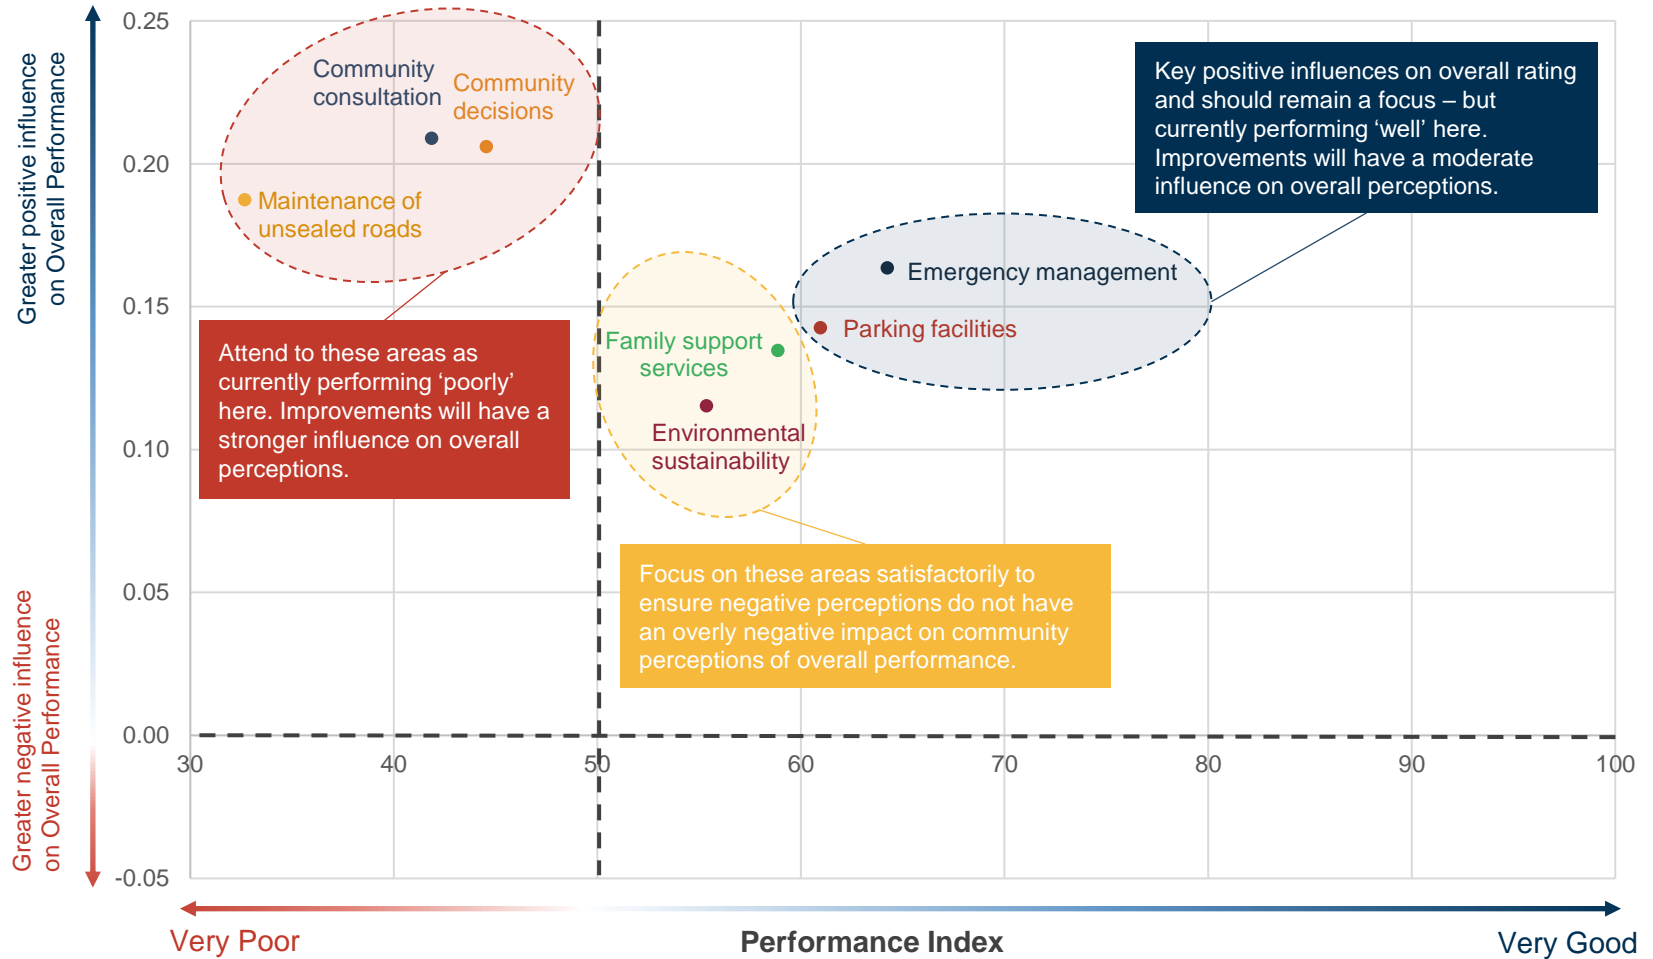 Greater positive influence
on Overall Performance
Greater negative influence
on Overall Performance
0.25
0.20
0.15
0.10
0.05
0.00
-0.05
Community
consultation
Community
decisions
Maintenance of
unsealed roads
Attend to these areas as
currently performing ‘poorly’
here. Improvements will have a
stronger influence on overall
perceptions.
Key positive influences on overall rating
and should remain a focus – but
currently performing ‘well’ here.
Improvements will have a moderate
influence on overall perceptions.
Emergency management
Parking facilities
Family support
services
Environmental
sustainability
Focus on these areas satisfactorily to
ensure negative perceptions do not have
an overly negative impact on community
perceptions of overall performance.
30 40 50 60 70 80 90 100
Very Poor Performance Index Very Good